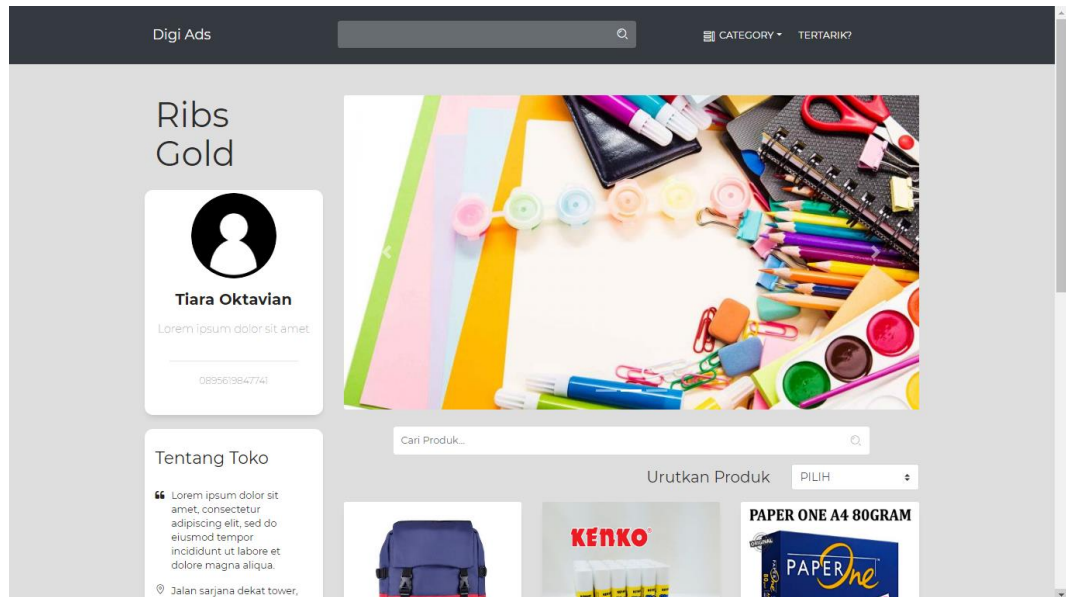 Digi Ads
CATEGORY
TERTARIK?
Ribs
Gold
Tiara Oktavian
Lorem ipsum dolor sit amet
0895619847741
Tentang Toko
Lorem ipsum dolor sit
amet, consectetur
adipiscing elit, sed do
eiusmod tempor
incididunt ut labore et
dolore magna aliqua.
Jalan sarjana dekat tower,
Cari Produk...
Urutkan Produk
PILIH
KENKO
PAPER ONE A4 80GRAM
ORIGINAL
PAPEROne